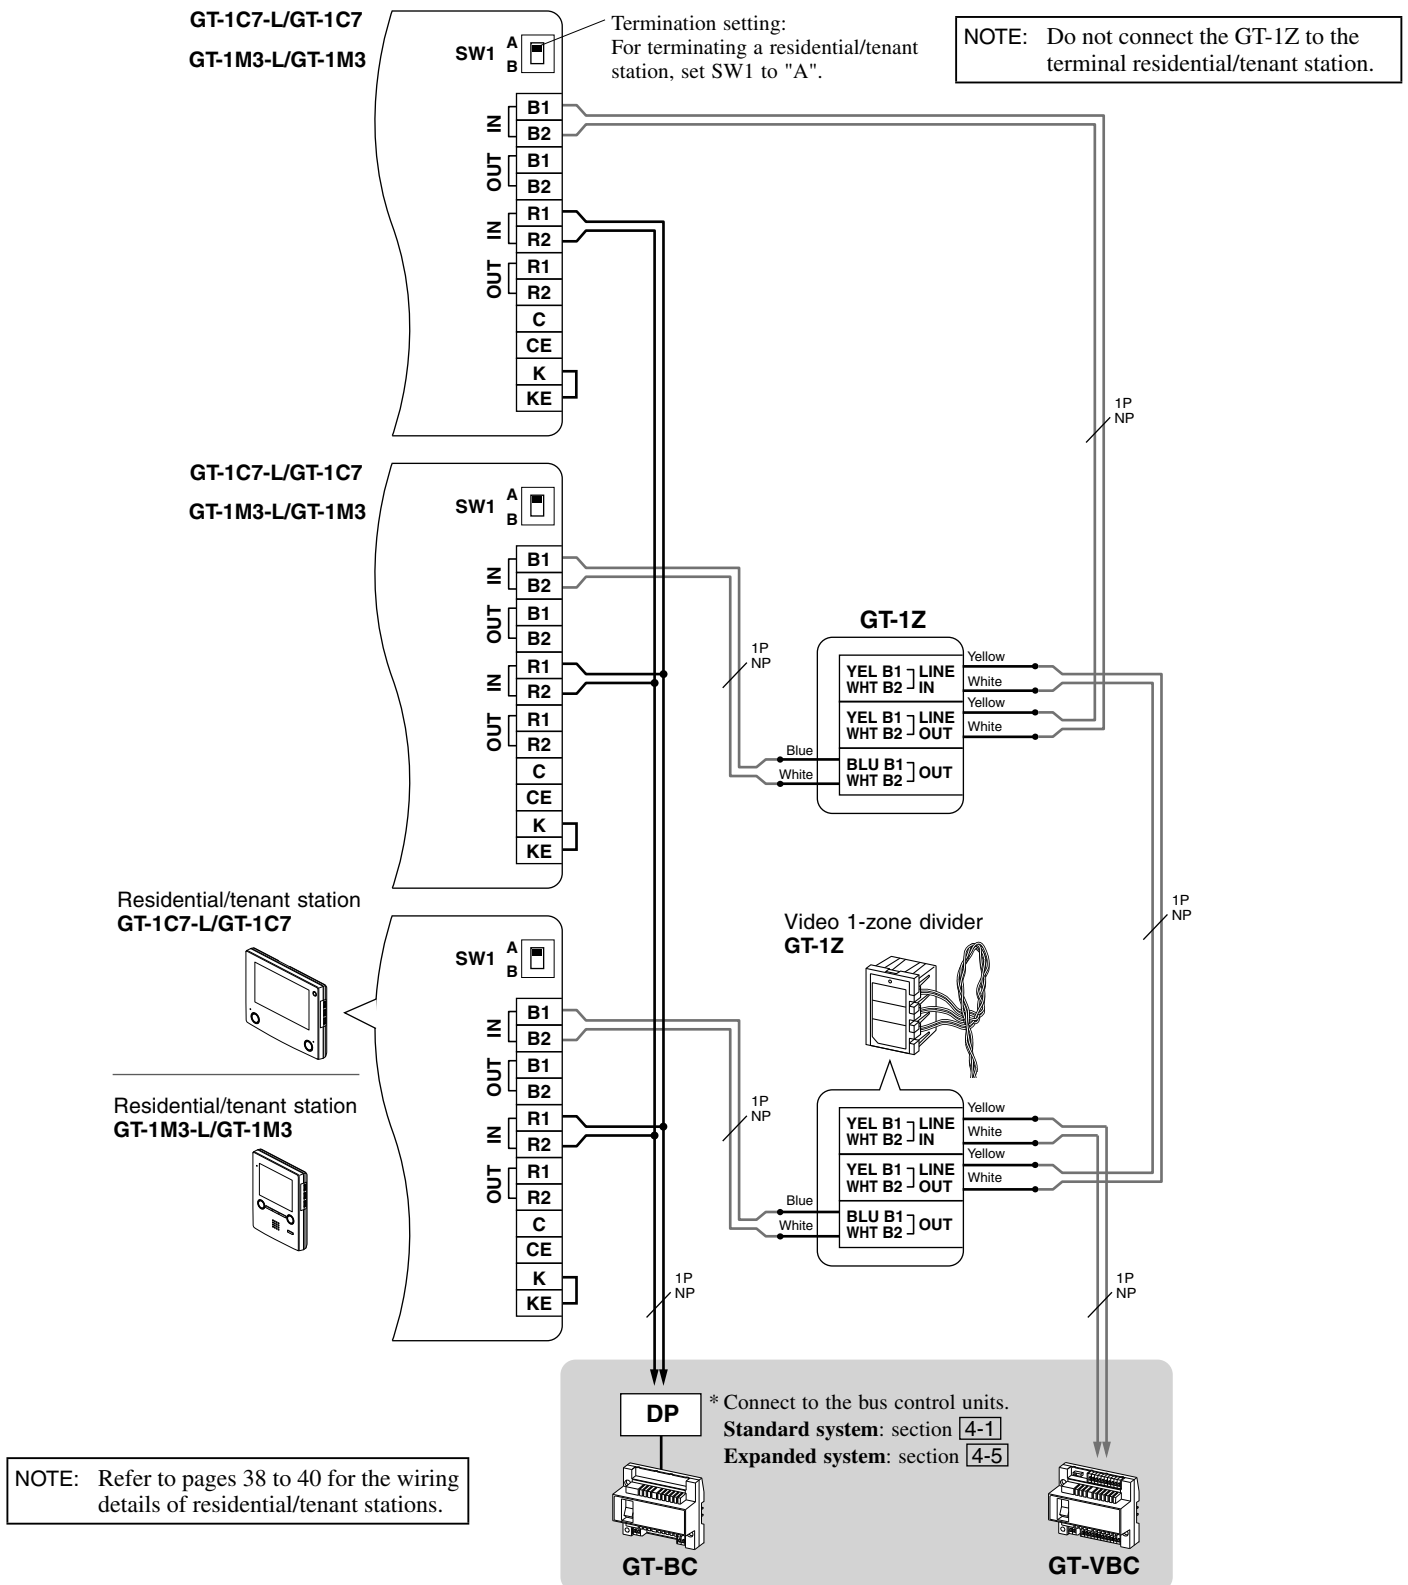 GT-1C7-L/GT-1C7
GT-1M3-L/GT-1M3
SW1
A
B
Termination setting:
For terminating a residential/tenant
station, set SW1 to "A".
NOTE: Do not connect the GT-1Z to the
terminal residential/tenant station.
IN
B1
B2
OUT
B1
B2
IN
R1
R2
OUT
R1
R2
C
CE
K
KE
1P
NP
GT-1C7-L/GT-1C7
GT-1M3-L/GT-1M3
SW1
A
B
IN
B1
B2
OUT
B1
B2
IN
R1
R2
OUT
R1
R2
C
CE
K
KE
1P
NP
GT-1Z
YEL B1 LINE
WHT B2 IN
YEL B1 LINE
WHT B2 OUT
BLU B1 OUT
WHT B2
Yellow
White
Yellow
White
Blue
White
1P
NP
Residential/tenant station
GT-1C7-L/GT-1C7
Residential/tenant station
GT-1M3-L/GT-1M3
SW1
A
B
IN
B1
B2
OUT
B1
B2
IN
R1
R2
OUT
R1
R2
C
CE
K
KE
1P
NP
Video 1-zone divider
GT-1Z
YEL B1 LINE
WHT B2 IN
YEL B1 LINE
WHT B2 OUT
BLU B1 OUT
WHT B2
Yellow
White
Yellow
White
Blue
White
1P
NP
1P
NP
DP
* Connect to the bus control units.
Standard system: section 4-1
Expanded system: section 4-5
GT-BC
GT-VBC
NOTE: Refer to pages 38 to 40 for the wiring
details of residential/tenant stations.